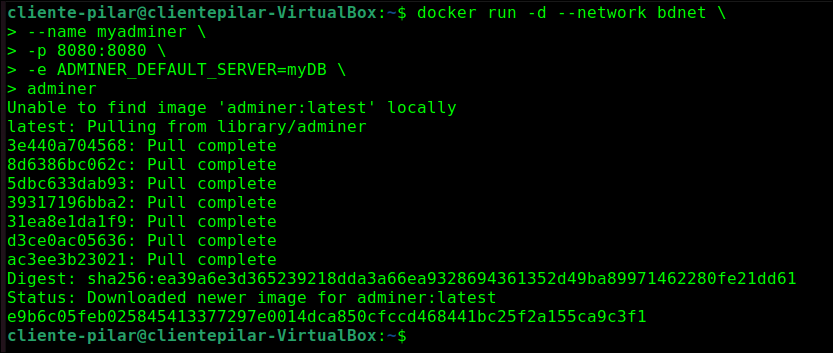 cliente-pilar@clientepilar-VirtualBox:~$ docker run -d --network bdnet \
> --name myadminer \
> -p 8080:8080 \
> -e ADMINER_DEFAULT_SERVER=myDB \
> adminer
Unable to find image 'adminer:latest' locally
latest: Pulling from library/adminer
3e440a704568: Pull complete
8d6386bc062c: Pull complete
5dbc633dab93: Pull complete
39317196bba2: Pull complete
31ea8e1da1f9: Pull complete
d3ce0ac05636: Pull complete
ac3ee3b23021: Pull complete
Digest: sha256:ea39a6e3d365239218dda3a66ea9328694361352d49ba89971462280fe21dd61
Status: Downloaded newer image for adminer:latest
e9b6c05feb025845413377297e0014dca850cfccd468441bc25f2a155ca9c3f1
cliente-pilar@clientepilar-VirtualBox:~$